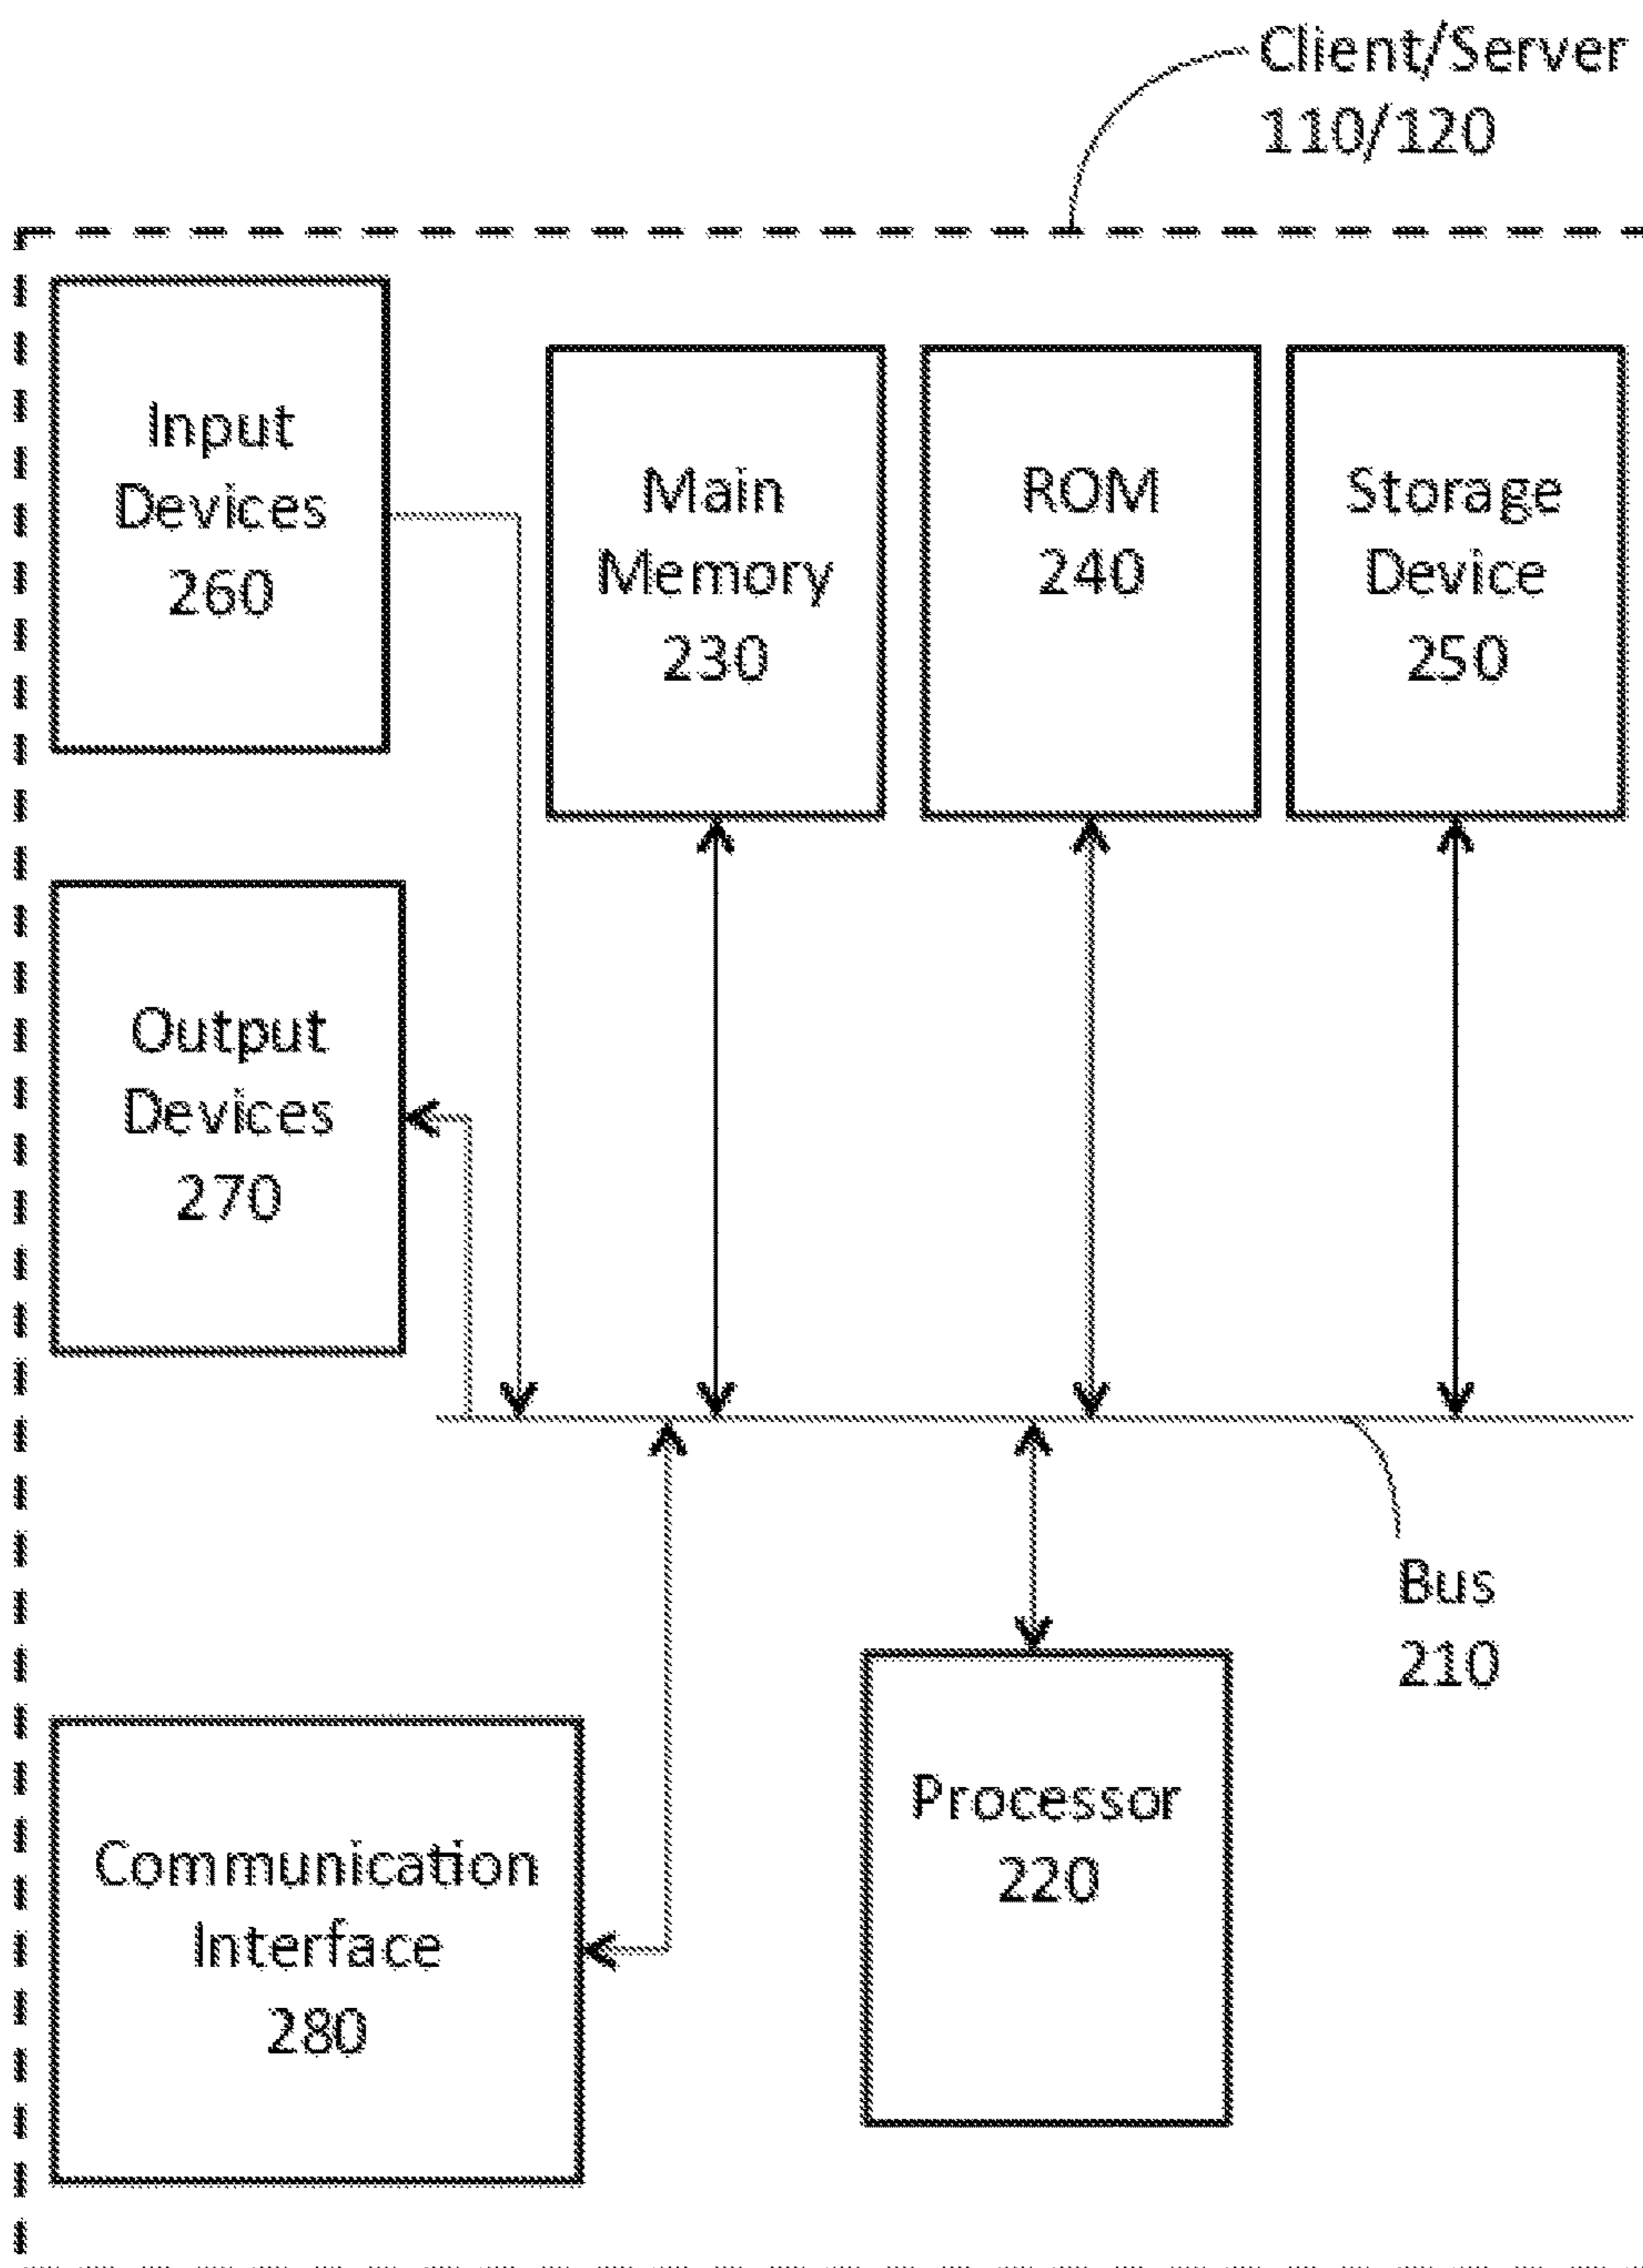 Client/Server
110/120
Input
Devices
260
Main
Memory
230
ROM
240
Storage
Device
250
Output
Devices
270
Bus
210
Processor
220
Communication
Interface
280